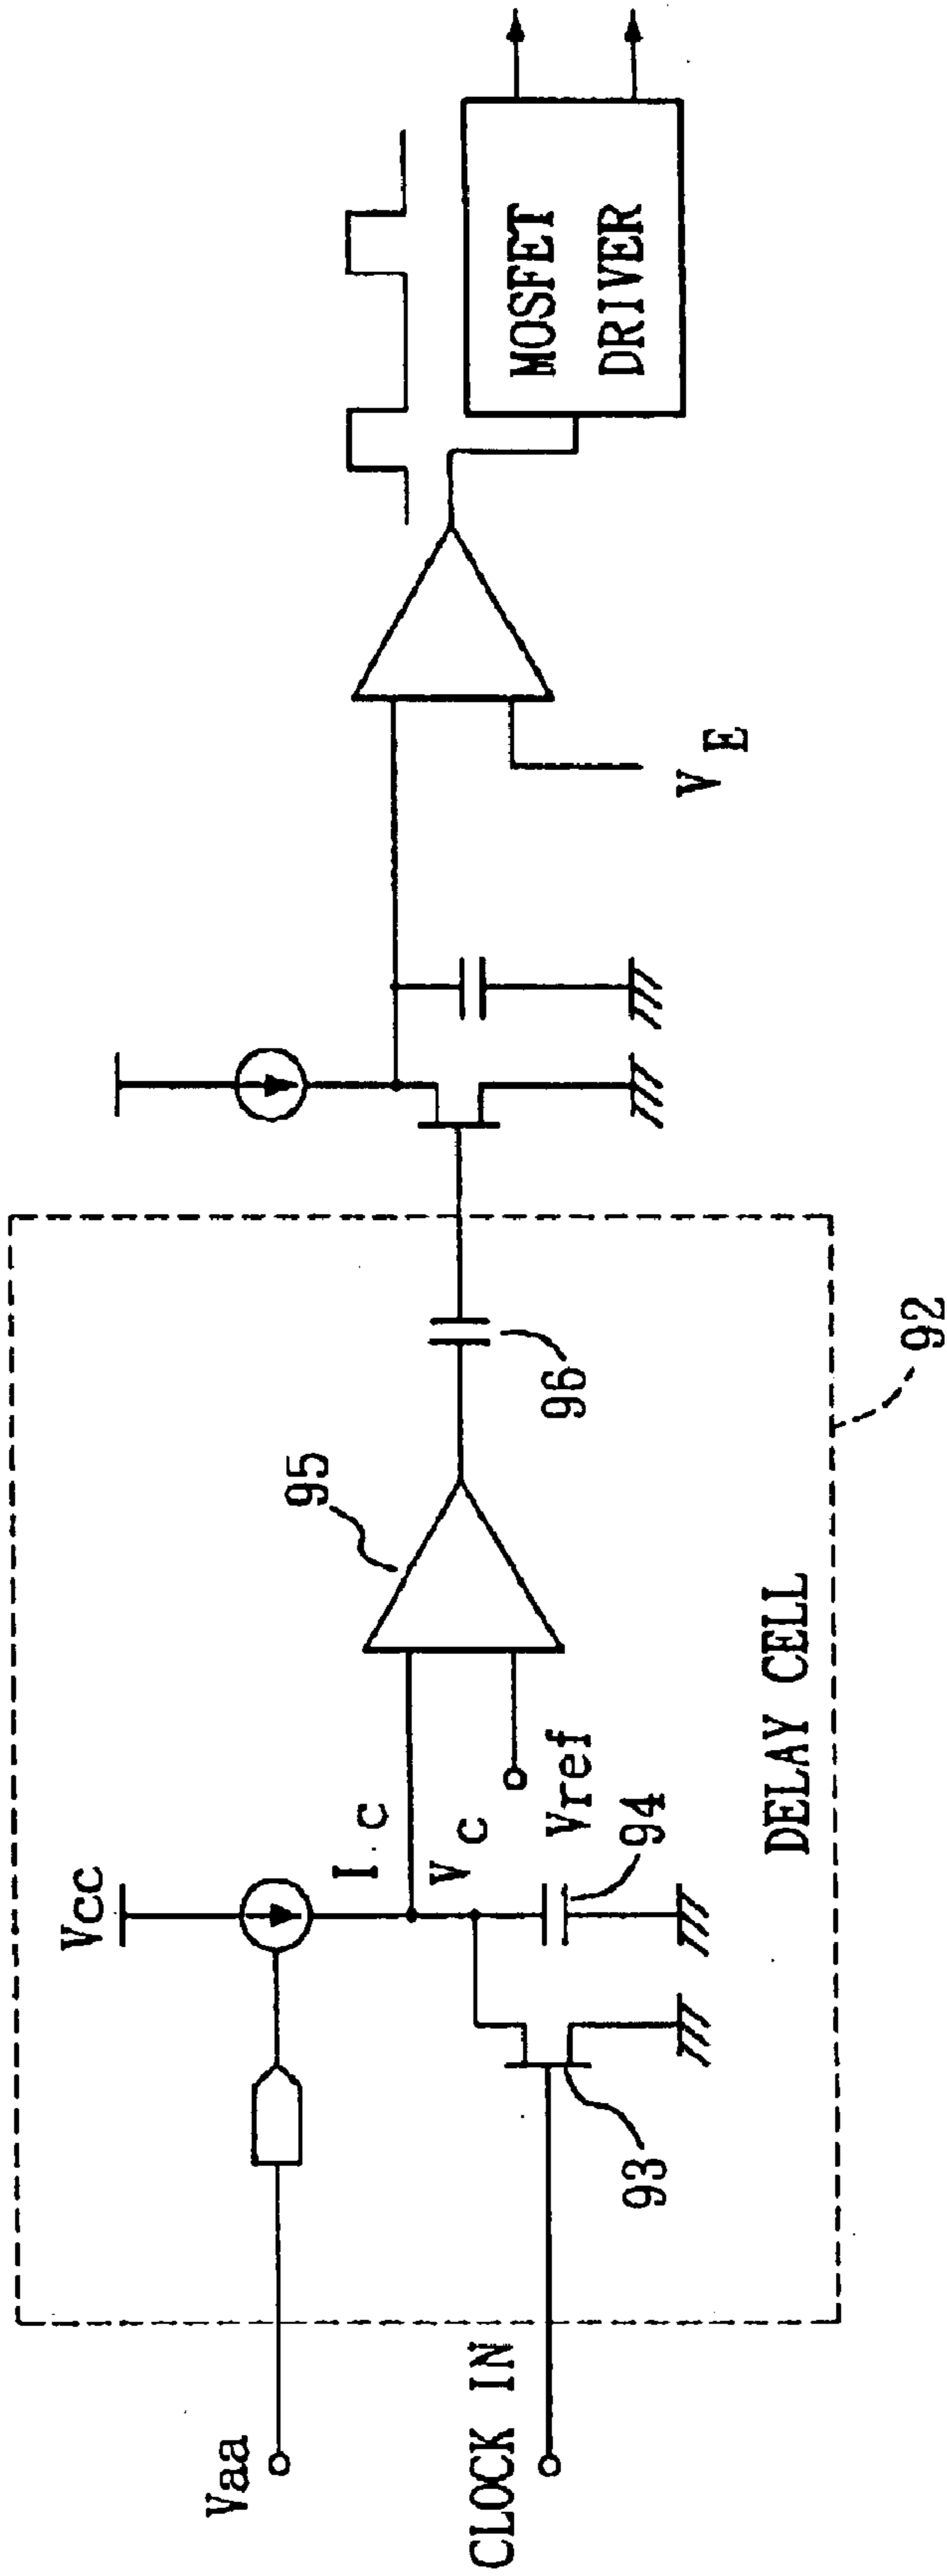 Vaa
CLOCK IN
Vcc
I C
V C
Vref
93
94
95
96
DELAY CELL
92
V E
MOSFET
DRIVER